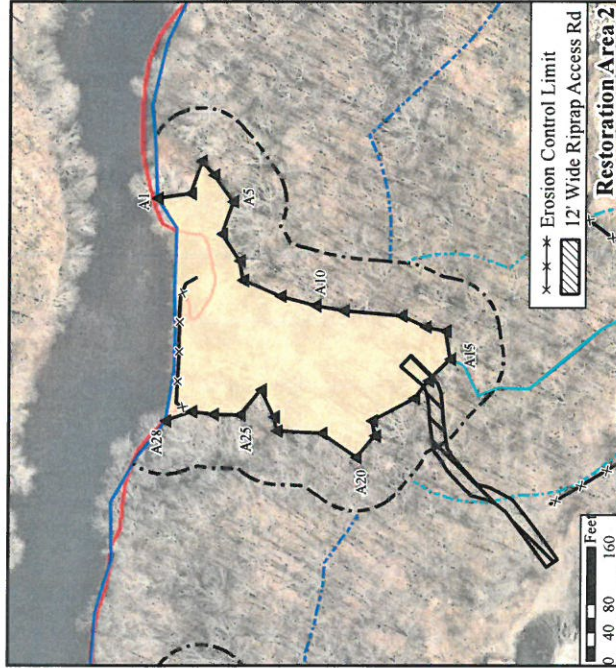 A1
A5
A10
A15
A20
A25
A28
Erosion Control Limit
12' Wide Riprap Access Rd
Restoration Area 2
Feet
0 40 80 160